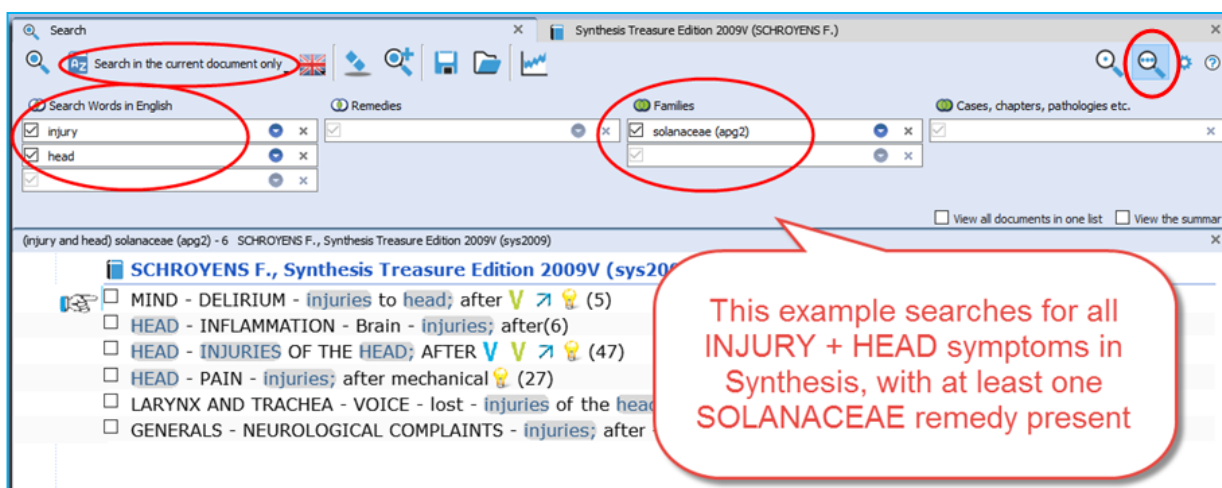 Search
Synthesis Treasure Edition 2009V (SCHROYENS F.)
Search in the current document only
Search Words in English
Remedies
Families
Cases, chapters, pathologies etc.
injury
solanaceae (apg2)
head
View all documents in one list
View the summar
(injury and head) solanaceae (apg2) - 6 SCHROYENS F., Synthesis Treasure Edition 2009V (sys2009)
SCHROYENS F., Synthesis Treasure Edition 2009V (sys20
MIND - DELIRIUM - injuries to head; after (5)
HEAD - INFLAMMATION - Brain - injuries; after(6)
HEAD - INJURIES OF THE HEAD; AFTER (47)
HEAD - PAIN - injuries; after mechanical (27)
LARYNX AND TRACHEA - VOICE - lost - injuries of the head
GENERALS - NEUROLOGICAL COMPLAINTS - injuries; after
This example searches for all
INJURY + HEAD symptoms in
Synthesis, with at least one
SOLANACEAE remedy present